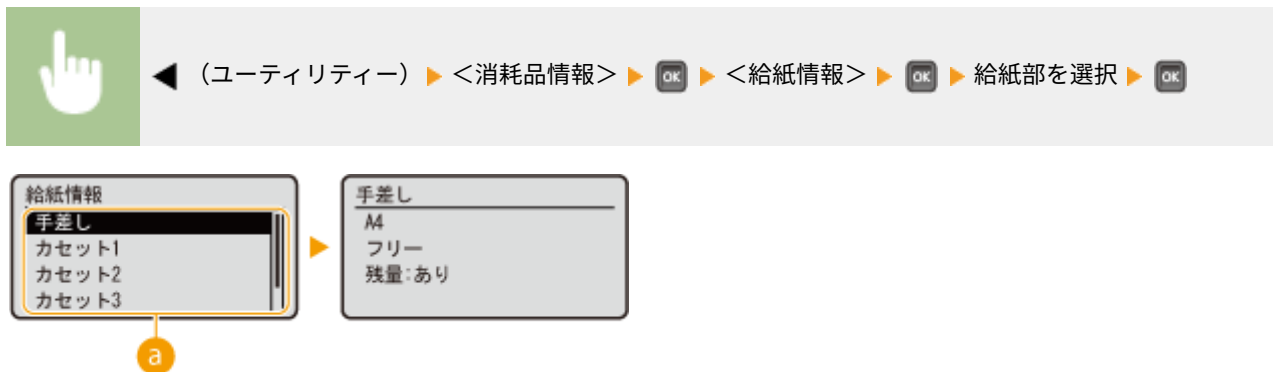 ◀（ユーティリティー）▶＜消耗品情報＞▶ OK ▶＜給紙情報＞▶ OK ▶給紙部を選択▶ OK
給紙情報
手差し
カセット1
カセット2
カセット3
a
▶
手差し
A4
フリー
残量:あり